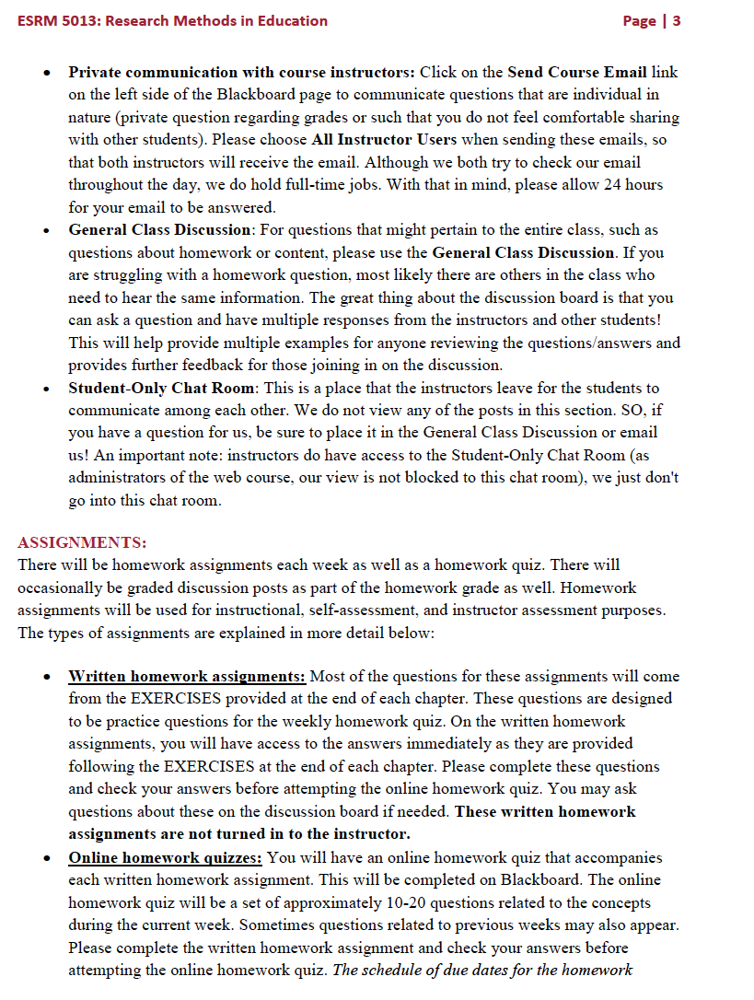 ESRM 5013: Research Methods in Education Page | 3
• Private communication with course instructors: Click on the Send Course Email link
on the left side of the Blackboard page to communicate questions that are individual in
nature (private question regarding grades or such that you do not feel comfortable sharing
with other students). Please choose All Instructor Users when sending these emails, so
that both instructors will receive the email. Although we both try to check our email
throughout the day, we do hold full-time jobs. With that in mind, please allow 24 hours
for your email to be answered.
• General Class Discussion: For questions that might pertain to the entire class, such as
questions about homework or content, please use the General Class Discussion. If you
are struggling with a homework question, most likely there are others in the class who
need to hear the same information. The great thing about the discussion board is that you
can ask a question and have multiple responses from the instructors and other students!
This will help provide multiple examples for anyone reviewing the questions/answers and
provides further feedback for those joining in on the discussion.
• Student-Only Chat Room: This is a place that the instructors leave for the students to
communicate among each other. We do not view any of the posts in this section. SO, if
you have a question for us, be sure to place it in the General Class Discussion or email
us! An important note: instructors do have access to the Student-Only Chat Room (as
administrators of the web course, our view is not blocked to this chat room), we just don't
go into this chat room.
ASSIGNMENTS:
There will be homework assignments each week as well as a homework quiz. There will
occasionally be graded discussion posts as part of the homework grade as well. Homework
assignments will be used for instructional, self-assessment, and instructor assessment purposes.
The types of assignments are explained in more detail below:
• Written homework assignments: Most of the questions for these assignments will come
from the EXERCISES provided at the end of each chapter. These questions are designed
to be practice questions for the weekly homework quiz. On the written homework
assignments, you will have access to the answers immediately as they are provided
following the EXERCISES at the end of each chapter. Please complete these questions
and check your answers before attempting the online homework quiz. You may ask
questions about these on the discussion board if needed. These written homework
assignments are not turned in to the instructor.
• Online homework quizzes: You will have an online homework quiz that accompanies
each written homework assignment. This will be completed on Blackboard. The online
homework quiz will be a set of approximately 10-20 questions related to the concepts
during the current week. Sometimes questions related to previous weeks may also appear.
Please complete the written homework assignment and check your answers before
attempting the online homework quiz. The schedule of due dates for the homework